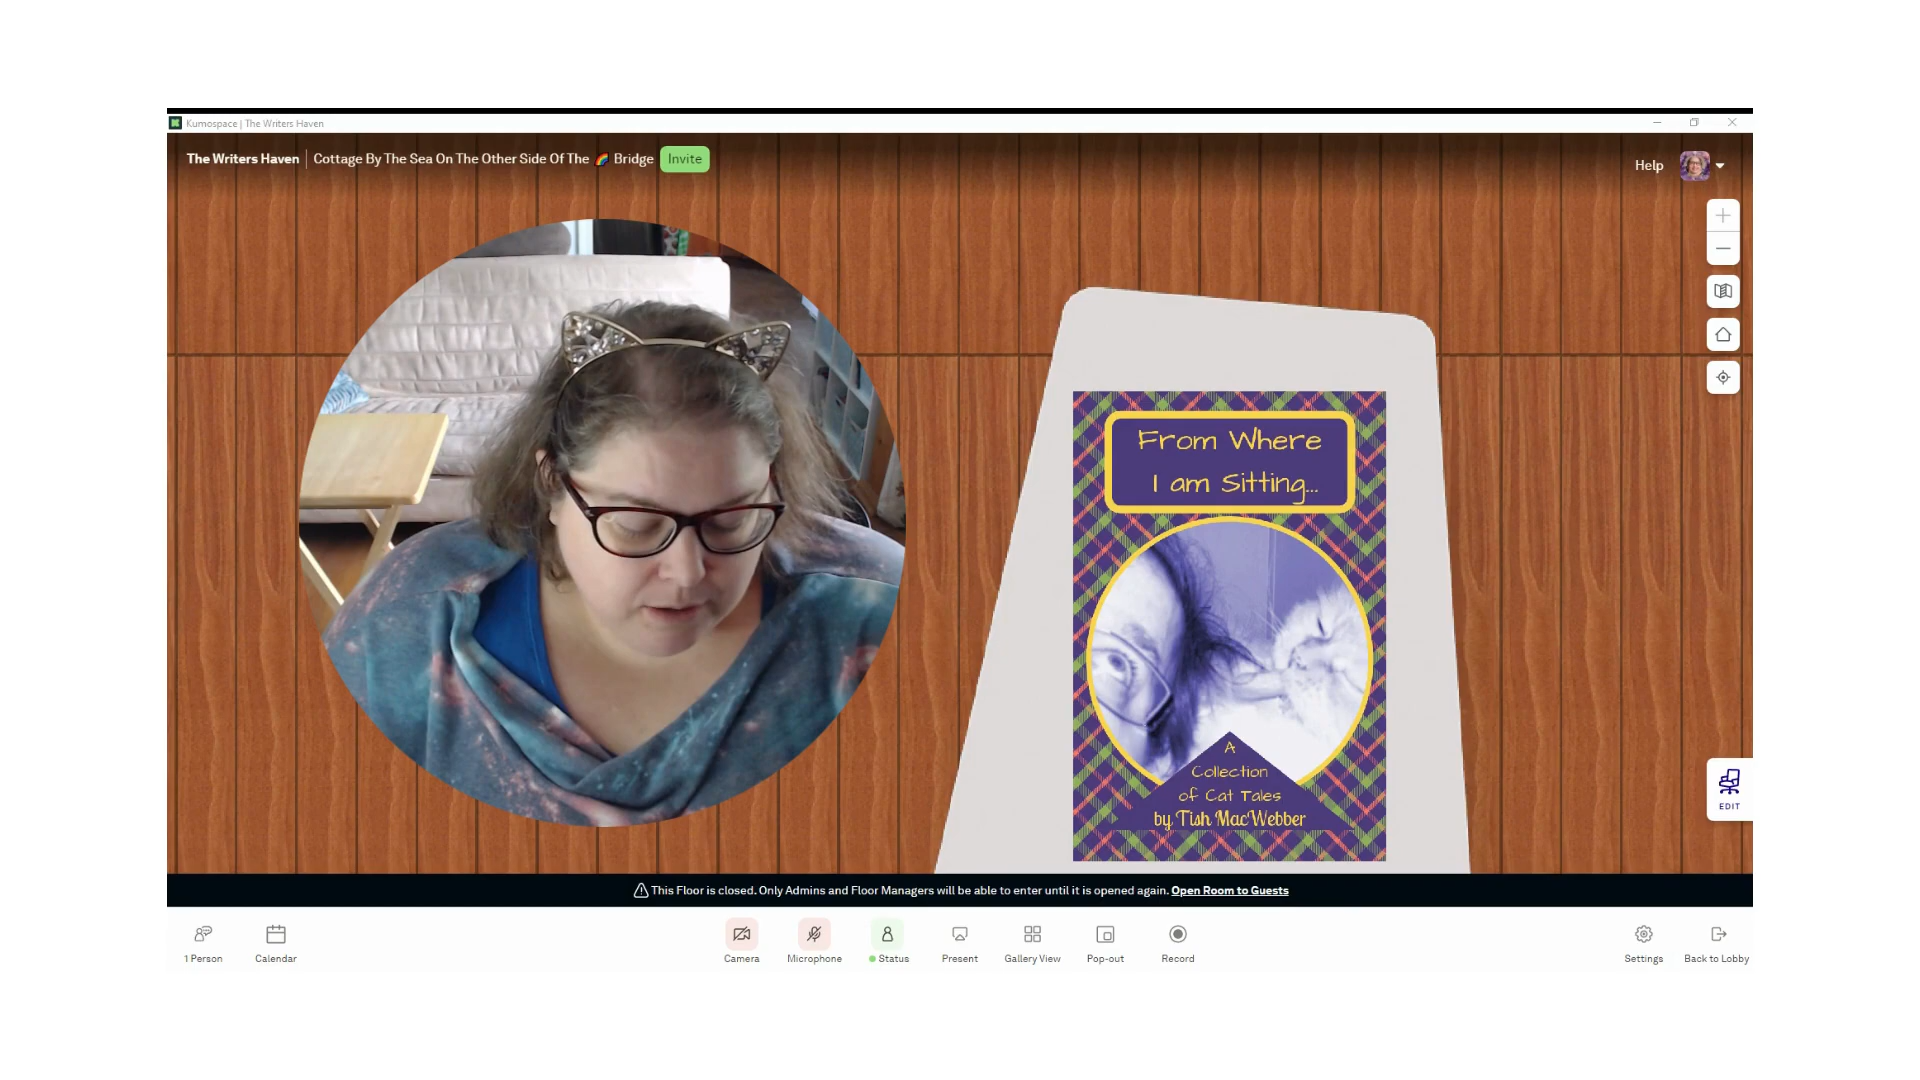 Kumospace | The Writers Haven
The Writers Haven | Cottage By The Sea On The Other Side Of The 🌈 Bridge Invite
Help
From Where
I am Sitting...
A
Collection
of Cat Tales
by Tish MacWebber
EDIT
This Floor is closed. Only Admins and Floor Managers will be able to enter until it is opened again. Open Room to Guests
1 Person Calendar Camera Microphone Status Present Gallery View Pop-out Record Settings Back to Lobby